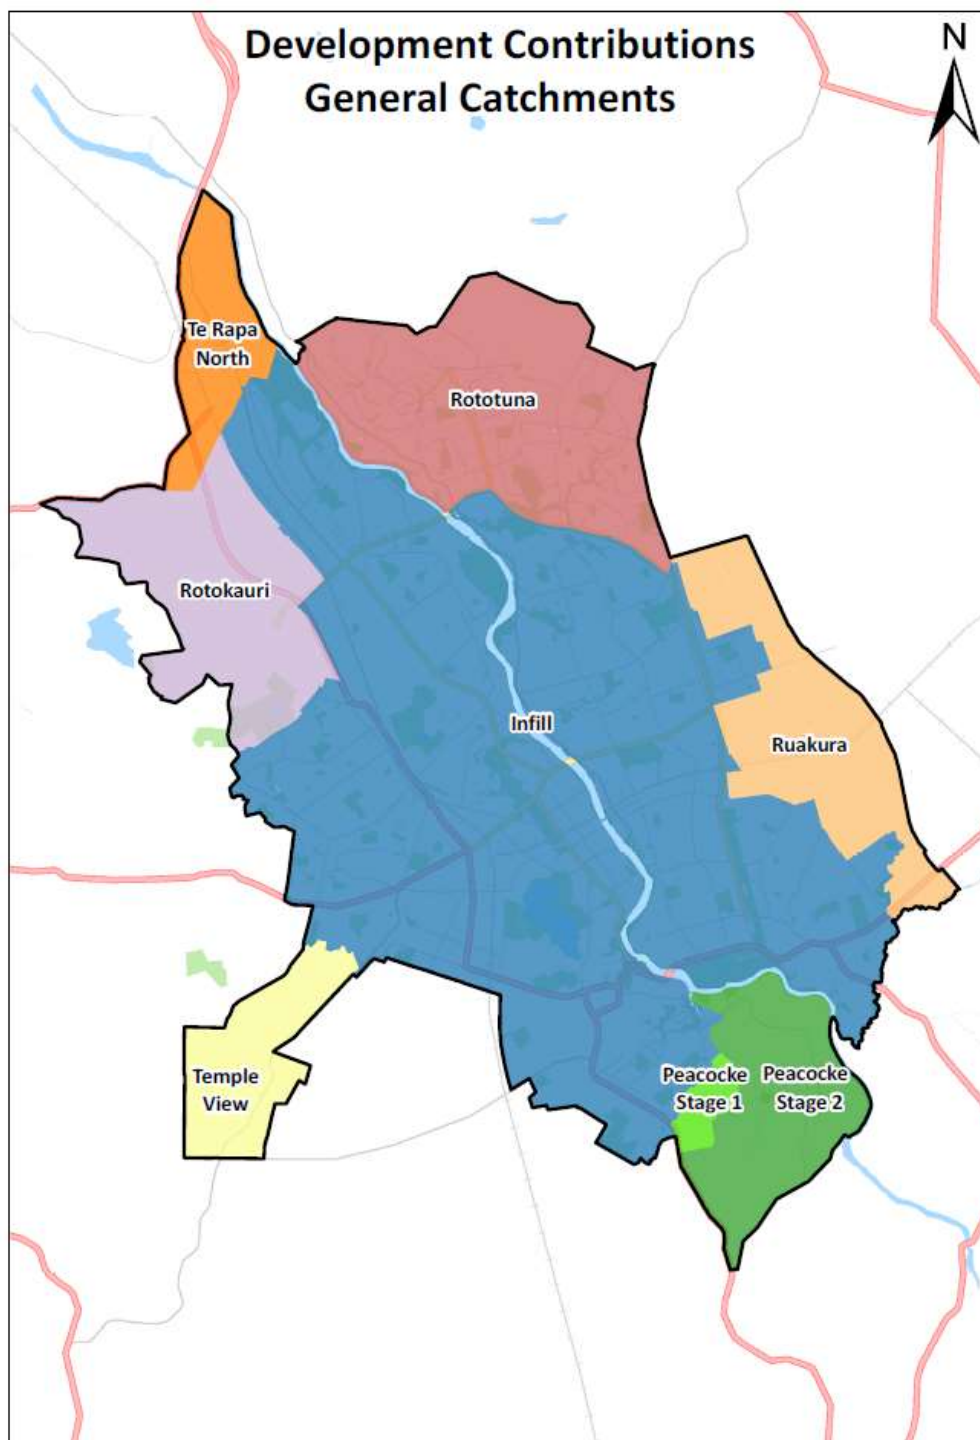 Development Contributions
General Catchments
N
Te Rapa
North
Rototuna
Rotokauri
Infill
Ruakura
Temple
View
Peacocke
Stage 1
Peacocke
Stage 2